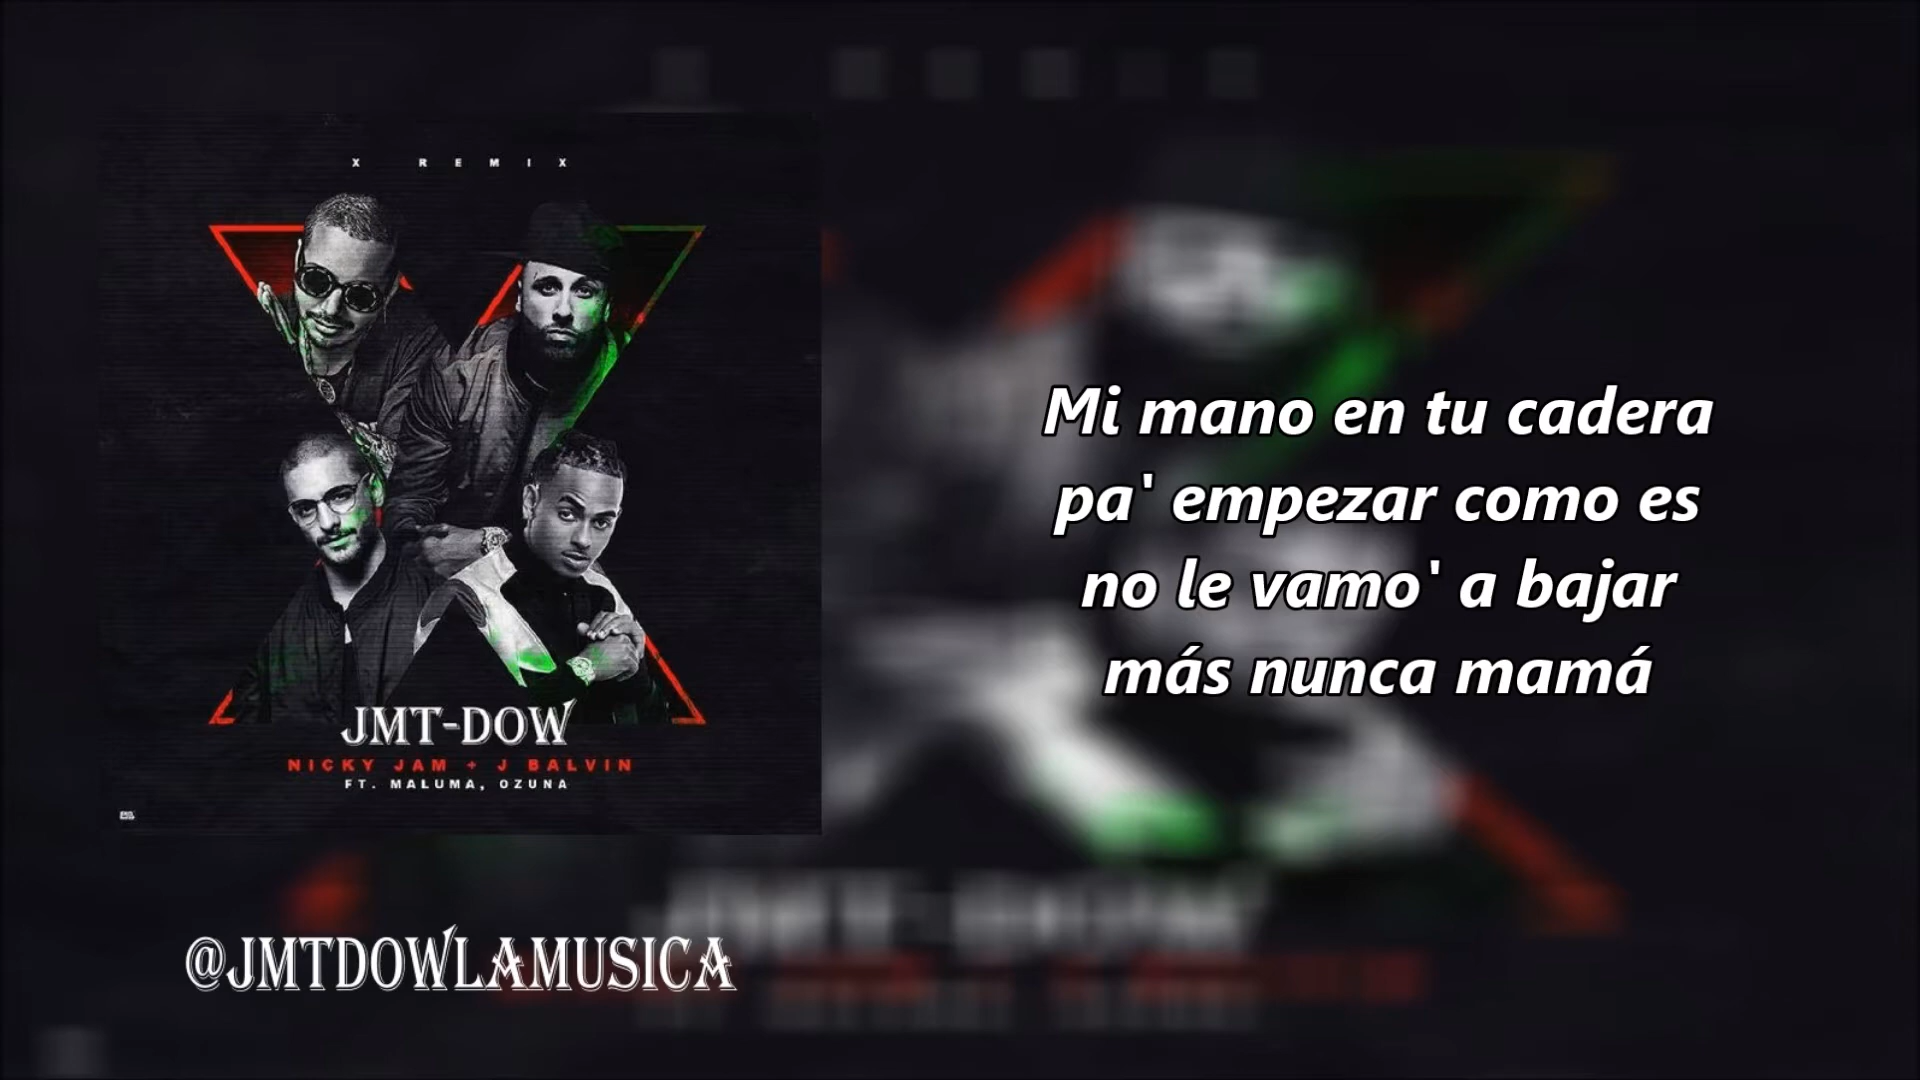 X REMIX
JMT-DOW
NICKY JAM + J BALVIN
FT. MALUMA, OZUNA
@JMTDOWLAMUSICA
Mi mano en tu cadera
pa' empezar como es
no le vamo' a bajar
más nunca mamá